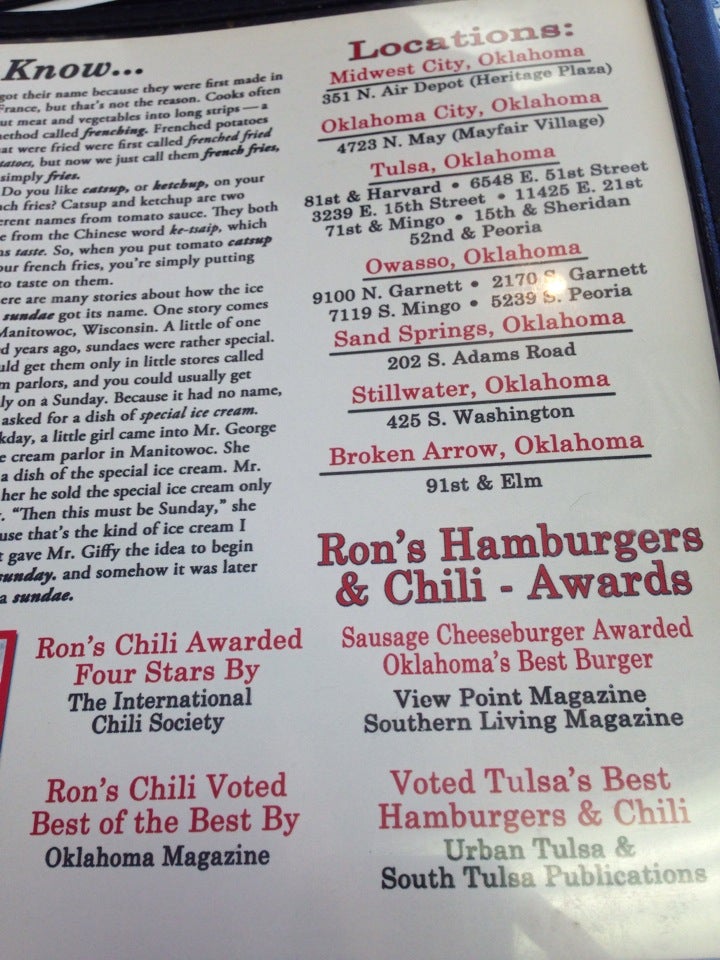 Know...
got their name because they were first made in
France, but that's not the reason. Cooks often
ut meat and vegetables into long strips — a
ethod called frenching. Frenched potatoes
at were fried were first called frenched fried
tatoes, but now we just call them french fries,
simply fries.
Do you like catsup, or ketchup, on your
nch fries? Catsup and ketchup are two
erent names from tomato sauce. They both
e from the Chinese word ke-tsaip, which
ns taste. So, when you put tomato catsup
our french fries, you're simply putting
to taste on them.
ere are many stories about how the ice
sundae got its name. One story comes
Manitowoc, Wisconsin. A little of one
d years ago, sundaes were rather special.
uld get them only in little stores called
m parlors, and you could usually get
ly on a Sunday. Because it had no name,
asked for a dish of special ice cream.
kday, a little girl came into Mr. George
e cream parlor in Manitowoc. She
a dish of the special ice cream. Mr.
her he sold the special ice cream only
. "Then this must be Sunday," she
use that's the kind of ice cream I
t gave Mr. Giffy the idea to begin
sunday. and somehow it was later
a sundae.
Locations:
Midwest City, Oklahoma
351 N. Air Depot (Heritage Plaza)
Oklahoma City, Oklahoma
4723 N. May (Mayfair Village)
Tulsa, Oklahoma
81st & Harvard • 6548 E. 51st Street
3239 E. 15th Street • 11425 E. 21st
71st & Mingo • 15th & Sheridan
52nd & Peoria
Owasso, Oklahoma
9100 N. Garnett • 2170 S. Garnett
7119 S. Mingo • 5239 S. Peoria
Sand Springs, Oklahoma
202 S. Adams Road
Stillwater, Oklahoma
425 S. Washington
Broken Arrow, Oklahoma
91st & Elm
Ron's Hamburgers
& Chili - Awards
Ron's Chili Awarded
Four Stars By
The International
Chili Society
Sausage Cheeseburger Awarded
Oklahoma's Best Burger
View Point Magazine
Southern Living Magazine
Ron's Chili Voted
Best of the Best By
Oklahoma Magazine
Voted Tulsa's Best
Hamburgers & Chili
Urban Tulsa &
South Tulsa Publications